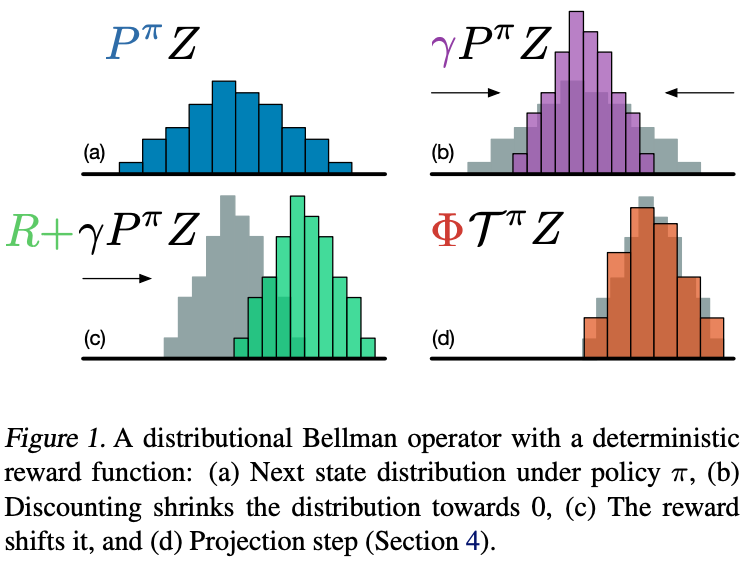 P^π Z
(a)
γP^π Z
(b)
R+γP^π Z
(c)
Φ𝒯^π Z
(d)
Figure 1. A distributional Bellman operator with a deterministic
reward function: (a) Next state distribution under policy π, (b)
Discounting shrinks the distribution towards 0, (c) The reward
shifts it, and (d) Projection step (Section 4).